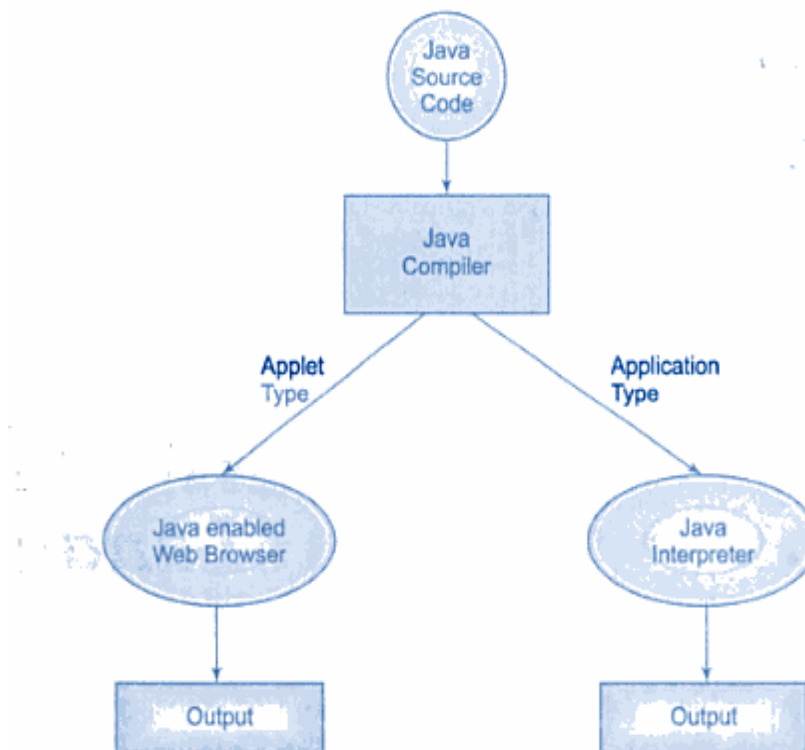 Java
Source
Code
Java
Compiler
Applet
Type
Application
Type
Java enabled
Web Browser
Java
Interpreter
Output
Output